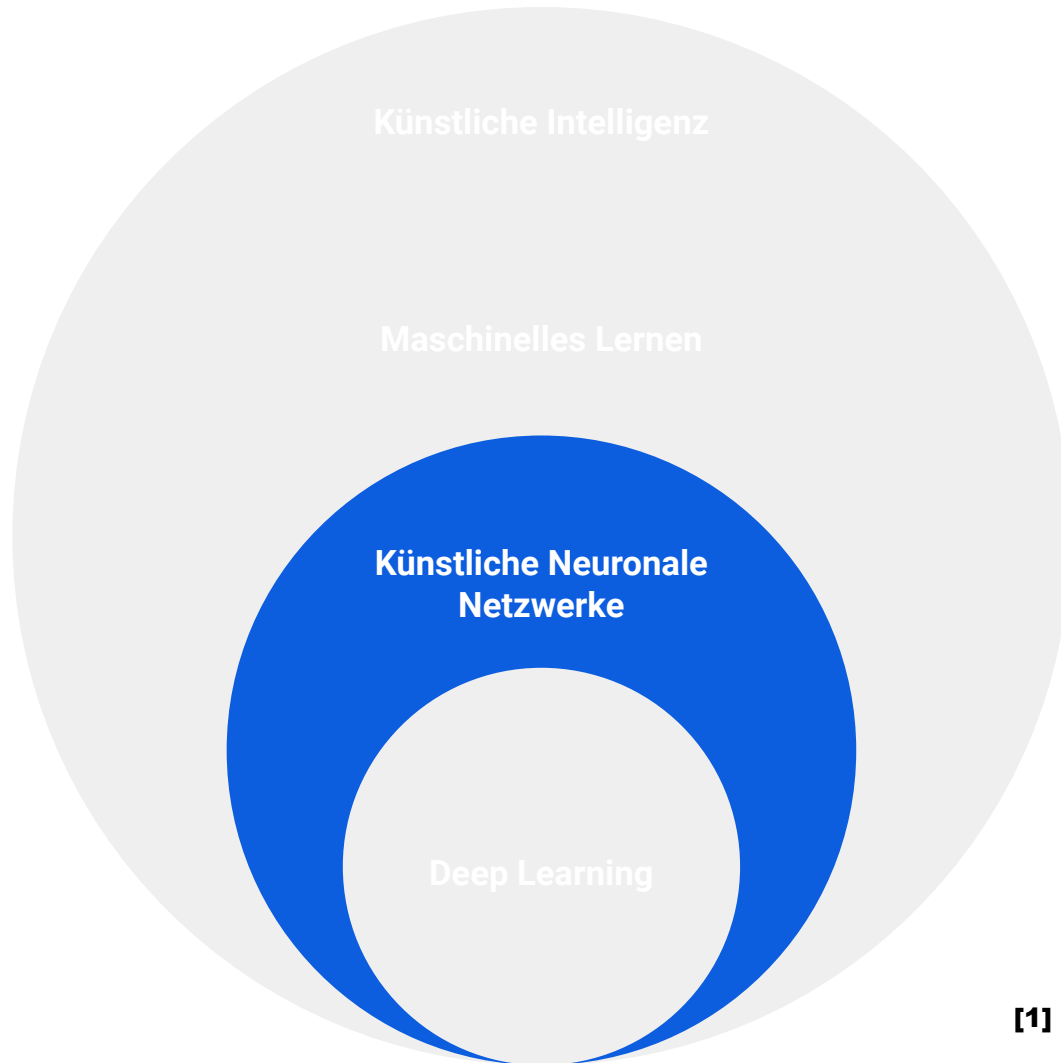 Künstliche Intelligenz
Maschinelles Lernen
Künstliche Neuronale
Netzwerke
Deep Learning
[1]